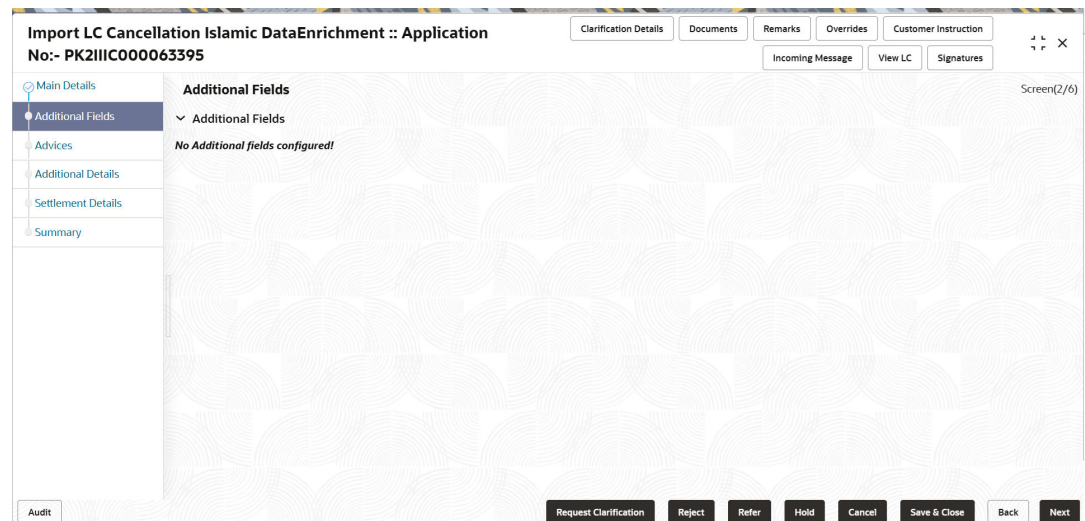 Import LC Cancellation Islamic DataEnrichment :: Application
No:- PK2IIIC000063395
Clarification Details
Documents
Remarks
Overrides
Customer Instruction
Incoming Message
View LC
Signatures
Main Details
Additional Fields
Advices
Additional Details
Settlement Details
Summary
Additional Fields
Screen(2/6)
Additional Fields
No Additional fields configured!
Audit
Request Clarification
Reject
Refer
Hold
Cancel
Save & Close
Back
Next